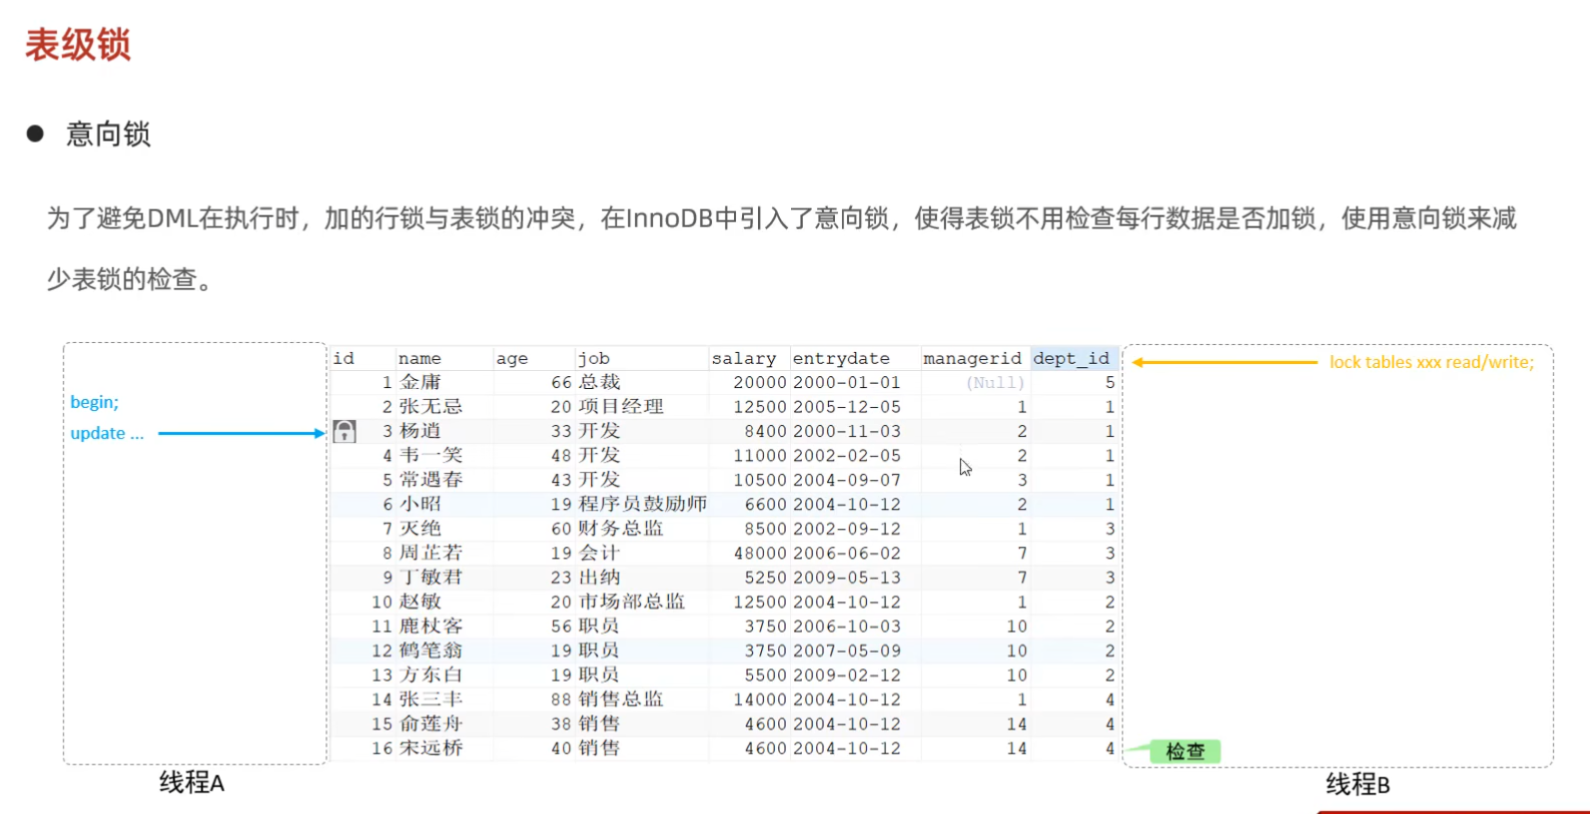 表级锁
● 意向锁
为了避免DML在执行时，加的行锁与表锁的冲突，在InnoDB中引入了意向锁，使得表锁不用检查每行数据是否加锁，使用意向锁来减
少表锁的检查。
begin;
update ...
id name age job salary entrydate managerid dept_id
1 金庸 66 总裁 20000 2000-01-01 (Null) 5
2 张无忌 20 项目经理 12500 2005-12-05 1 1
3 杨逍 33 开发 8400 2000-11-03 2 1
4 韦一笑 48 开发 11000 2002-02-05 2 1
5 常遇春 43 开发 10500 2004-09-07 3 1
6 小昭 19 程序员鼓励师 6600 2004-10-12 2 1
7 灭绝 60 财务总监 8500 2002-09-12 1 3
8 周芷若 19 会计 48000 2006-06-02 7 3
9 丁敏君 23 出纳 5250 2009-05-13 7 3
10 赵敏 20 市场部总监 12500 2004-10-12 1 2
11 鹿杖客 56 职员 3750 2006-10-03 10 2
12 鹤笔翁 19 职员 3750 2007-05-09 10 2
13 方东白 19 职员 5500 2009-02-12 10 2
14 张三丰 88 销售总监 14000 2004-10-12 1 4
15 俞莲舟 38 销售 4600 2004-10-12 14 4
16 宋远桥 40 销售 4600 2004-10-12 14 4
lock tables xxx read/write;
检查
线程A
线程B